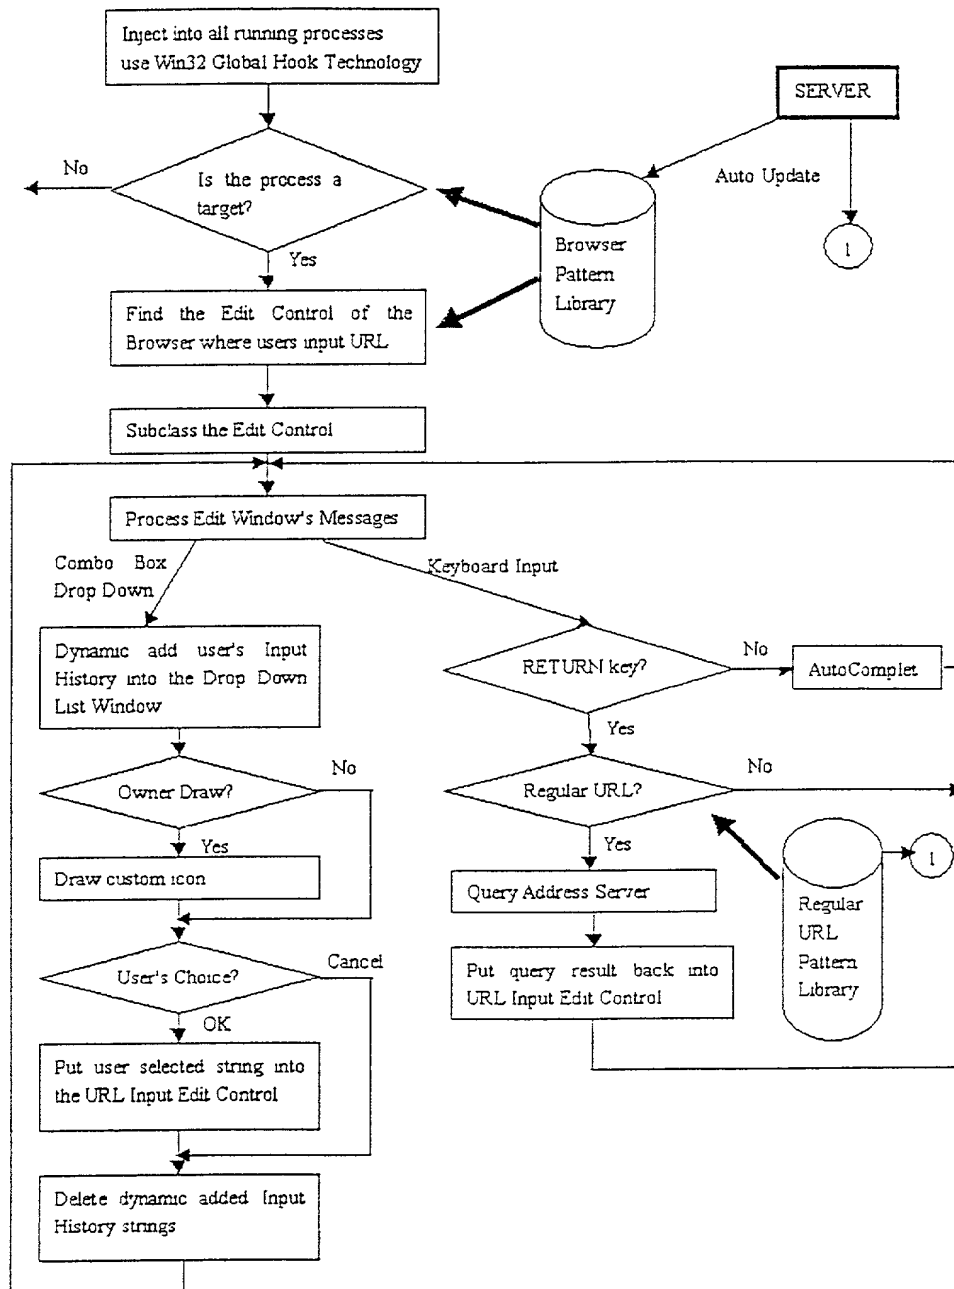 Inject into all running processes
use Win32 Global Hook Technology
SERVER
No
Is the process a
target?
Auto Update
1
Browser
Pattern
Library
Yes
Find the Edit Control of the
Browser where users input URL
Subclass the Edit Control
Process Edit Window's Messages
Combo Box
Drop Down
Keyboard Input
Dynamic add user's Input
History into the Drop Down
List Window
RETURN key?
No
AutoComplet
Yes
Owner Draw?
No
Regular URL?
No
Yes
Yes
Draw custom icon
Query Address Server
1
Regular
URL
Pattern
Library
User's Choice?
Cancel
Put query result back into
URL Input Edit Control
OK
Put user selected string into
the URL Input Edit Control
Delete dynamic added Input
History strings